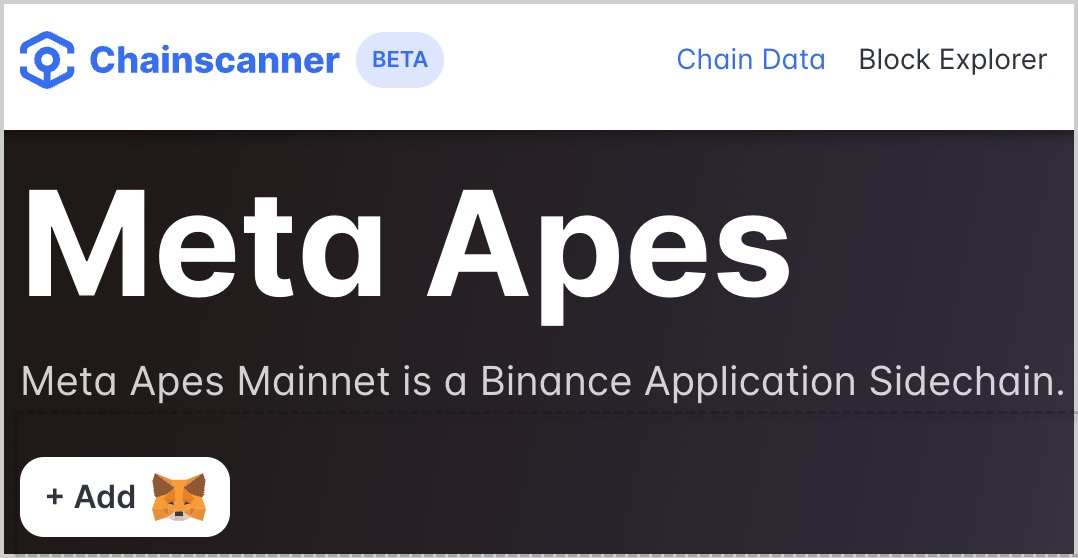 Chainscanner BETA Chain Data Block Explorer
Meta Apes
Meta Apes Mainnet is a Binance Application Sidechain.
+ Add